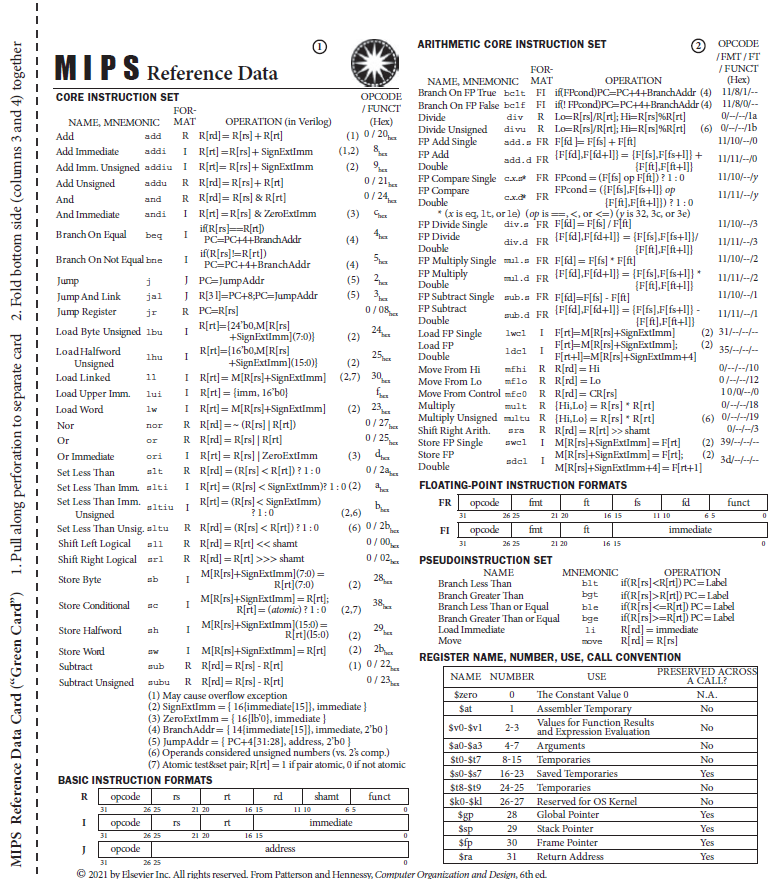 MIPS Reference Data Card (“Green Card”) 1. Pull along perforation to separate card 2. Fold bottom side (columns 3 and 4) together
①
MIPS Reference Data
CORE INSTRUCTION SET
OPCODE
/ FUNCT
(Hex)
NAME, MNEMONIC FOR-MAT OPERATION (in Verilog)
Add add R R[rd] = R[rs] + R[rt] (1) 0 / 20hex
Add Immediate addi I R[rt] = R[rs] + SignExtImm (1,2) 8hex
Add Imm. Unsigned addiu I R[rt] = R[rs] + SignExtImm (2) 9hex
Add Unsigned addu R R[rd] = R[rs] + R[rt] 0 / 21hex
And and R R[rd] = R[rs] & R[rt] 0 / 24hex
And Immediate andi I R[rt] = R[rs] & ZeroExtImm (3) chex
Branch On Equal beq I if(R[rs]==R[rt])
PC=PC+4+BranchAddr (4) 4hex
Branch On Not Equal bne I if(R[rs]!=R[rt])
PC=PC+4+BranchAddr (4) 5hex
Jump j J PC=JumpAddr (5) 2hex
Jump And Link jal J R[31]=PC+8;PC=JumpAddr (5) 3hex
Jump Register jr R PC=R[rs] 0 / 08hex
Load Byte Unsigned lbu I R[rt]={24’b0,M[R[rs]
+SignExtImm](7:0)} (2) 24hex
Load Halfword
Unsigned lhu I R[rt]={16’b0,M[R[rs]
+SignExtImm](15:0)} (2) 25hex
Load Linked ll I R[rt] = M[R[rs]+SignExtImm] (2,7) 30hex
Load Upper Imm. lui I R[rt] = {imm, 16’b0} fhex
Load Word lw I R[rt] = M[R[rs]+SignExtImm] (2) 23hex
Nor nor R R[rd] = ~ (R[rs] | R[rt]) 0 / 27hex
Or or R R[rd] = R[rs] | R[rt] 0 / 25hex
Or Immediate ori I R[rt] = R[rs] | ZeroExtImm (3) dhex
Set Less Than slt R R[rd] = (R[rs] < R[rt]) ? 1 : 0 0 / 2ahex
Set Less Than Imm. slti I R[rt] = (R[rs] < SignExtImm)? 1 : 0 (2) ahex
Set Less Than Imm.
Unsigned sltiu I R[rt] = (R[rs] < SignExtImm)
? 1 : 0 (2,6) bhex
Set Less Than Unsig. sltu R R[rd] = (R[rs] < R[rt]) ? 1 : 0 (6) 0 / 2bhex
Shift Left Logical sll R R[rd] = R[rt] << shamt 0 / 00hex
Shift Right Logical srl R R[rd] = R[rt] >>> shamt 0 / 02hex
Store Byte sb I M[R[rs]+SignExtImm](7:0) =
R[rt](7:0) (2) 28hex
Store Conditional sc I M[R[rs]+SignExtImm] = R[rt];
R[rt] = (atomic) ? 1 : 0 (2,7) 38hex
Store Halfword sh I M[R[rs]+SignExtImm](15:0) =
R[rt](15:0) (2) 29hex
Store Word sw I M[R[rs]+SignExtImm] = R[rt] (2) 2bhex
Subtract sub R R[rd] = R[rs] - R[rt] (1) 0 / 22hex
Subtract Unsigned subu R R[rd] = R[rs] - R[rt] 0 / 23hex
(1) May cause overflow exception
(2) SignExtImm = { 16{immediate[15]}, immediate }
(3) ZeroExtImm = { 16{1b’0}, immediate }
(4) BranchAddr = { 14{immediate[15]}, immediate, 2’b0 }
(5) JumpAddr = { PC+4[31:28], address, 2’b0 }
(6) Operands considered unsigned numbers (vs. 2’s comp.)
(7) Atomic test&set pair; R[rt] = 1 if pair atomic, 0 if not atomic
BASIC INSTRUCTION FORMATS
R opcode rs rt rd shamt funct
31 26 25 21 20 16 15 11 10 6 5 0
I opcode rs rt immediate
31 26 25 21 20 16 15 0
J opcode address
31 26 25 0
ARITHMETIC CORE INSTRUCTION SET
②
OPCODE
/ FMT / FT
/ FUNCT
(Hex)
NAME, MNEMONIC FOR-MAT OPERATION
Branch On FP True bclt FI if(FPcond)PC=PC+4+BranchAddr (4) 11/8/1/--
Branch On FP False bclf FI if(! FPcond)PC=PC+4+BranchAddr (4) 11/8/0/--
Divide div R Lo=R[rs]/R[rt]; Hi=R[rs]%R[rt] 0/--/--/1a
Divide Unsigned divu R Lo=R[rs]/R[rt]; Hi=R[rs]%R[rt] (6) 0/--/--/1b
FP Add Single add.s FR F[fd ]= F[fs] + F[ft] 11/10/--/0
FP Add
Double add.d FR {F[fd],F[fd+1]} = {F[fs],F[fs+1]} +
{F[ft],F[ft+1]} 11/11/--/0
FP Compare Single c.x.s* FR FPcond = (F[fs] op F[ft]) ? 1 : 0 11/10/--/y
FP Compare
Double c.x.d* FR FPcond = ({F[fs],F[fs+1]} op
{F[ft],F[ft+1]}) ? 1 : 0 11/11/--/y
* (x is eq, lt, or le) (op is ==, <, or <=) (y is 32, 3c, or 3e)
FP Divide Single div.s FR F[fd] = F[fs] / F[ft] 11/10/--/3
FP Divide
Double div.d FR {F[fd],F[fd+1]} = {F[fs],F[fs+1]}/
{F[ft],F[ft+1]} 11/11/--/3
FP Multiply Single mul.s FR F[fd] = F[fs] * F[ft] 11/10/--/2
FP Multiply
Double mul.d FR {F[fd],F[fd+1]} = {F[fs],F[fs+1]} *
{F[ft],F[ft+1]} 11/11/--/2
FP Subtract Single sub.s FR F[fd]=F[fs] - F[ft] 11/10/--/1
FP Subtract
Double sub.d FR {F[fd],F[fd+1]} = {F[fs],F[fs+1]} -
{F[ft],F[ft+1]} 11/11/--/1
Load FP Single lwcl I F[rt]=M[R[rs]+SignExtImm] (2) 31/--/--/--
Load FP
Double ldcl I F[rt]=M[R[rs]+SignExtImm]; (2)
F[rt+1]=M[R[rs]+SignExtImm+4] 35/--/--/--
Move From Hi mfhi R R[rd] = Hi 0/--/--/10
Move From Lo mflo R R[rd] = Lo 0 /--/--/12
Move From Control mfc0 R R[rd] = CR[rs] 10/0/--/0
Multiply mult R {Hi,Lo} = R[rs] * R[rt] 0/--/--/18
Multiply Unsigned multu R {Hi,Lo} = R[rs] * R[rt] (6) 0/--/--/19
Shift Right Arith. sra R R[rd] = R[rt] >> shamt 0/--/--/3
Store FP Single swcl I M[R[rs]+SignExtImm] = F[rt] (2) 39/--/--/--
Store FP
Double sdcl I M[R[rs]+SignExtImm] = F[rt]; (2)
M[R[rs]+SignExtImm+4] = F[rt+1] 3d/--/--/--
FLOATING-POINT INSTRUCTION FORMATS
FR opcode fmt ft fs fd funct
31 26 25 21 20 16 15 11 10 6 5 0
FI opcode fmt ft immediate
31 26 25 21 20 16 15 0
PSEUDOINSTRUCTION SET
NAME MNEMONIC OPERATION
Branch Less Than blt if(R[rs]<R[rt]) PC = Label
Branch Greater Than bgt if(R[rs]>R[rt]) PC = Label
Branch Less Than or Equal ble if(R[rs]<=R[rt]) PC = Label
Branch Greater Than or Equal bge if(R[rs]>=R[rt]) PC = Label
Load Immediate li R[rd] = immediate
Move move R[rd] = R[rs]
REGISTER NAME, NUMBER, USE, CALL CONVENTION
NAME NUMBER USE PRESERVED ACROSS A CALL?
$zero 0 The Constant Value 0 N.A.
$at 1 Assembler Temporary No
$v0-$v1 2-3 Values for Function Results
and Expression Evaluation No
$a0-$a3 4-7 Arguments No
$t0-$t7 8-15 Temporaries No
$s0-$s7 16-23 Saved Temporaries Yes
$t8-$t9 24-25 Temporaries No
$k0-$kl 26-27 Reserved for OS Kernel No
$gp 28 Global Pointer Yes
$sp 29 Stack Pointer Yes
$fp 30 Frame Pointer Yes
$ra 31 Return Address Yes
© 2021 by Elsevier Inc. All rights reserved. From Patterson and Hennessy, Computer Organization and Design, 6th ed.